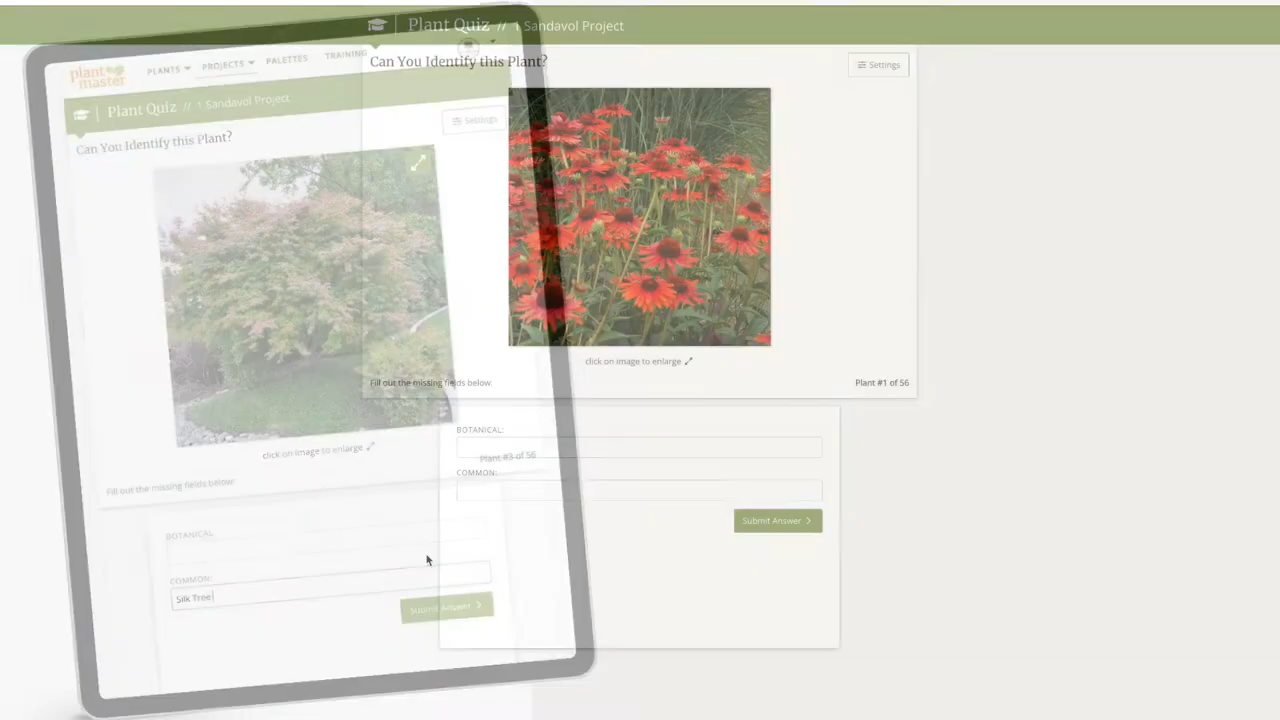 Plant Quiz // 1 Sandavol Project
Can You Identify this Plant?
Settings
click on image to enlarge
Fill out the missing fields below:
Plant #1 of 56
BOTANICAL:
COMMON:
Submit Answer
plant master
PLANTS
PROJECTS
PALETTES
TRAINING
Plant Quiz // 1 Sandavol Project
Settings
Can You Identify this Plant?
click on image to enlarge
Plant #3 of 56
Fill out the missing fields below:
BOTANICAL
COMMON:
Silk Tree
Submit Answer